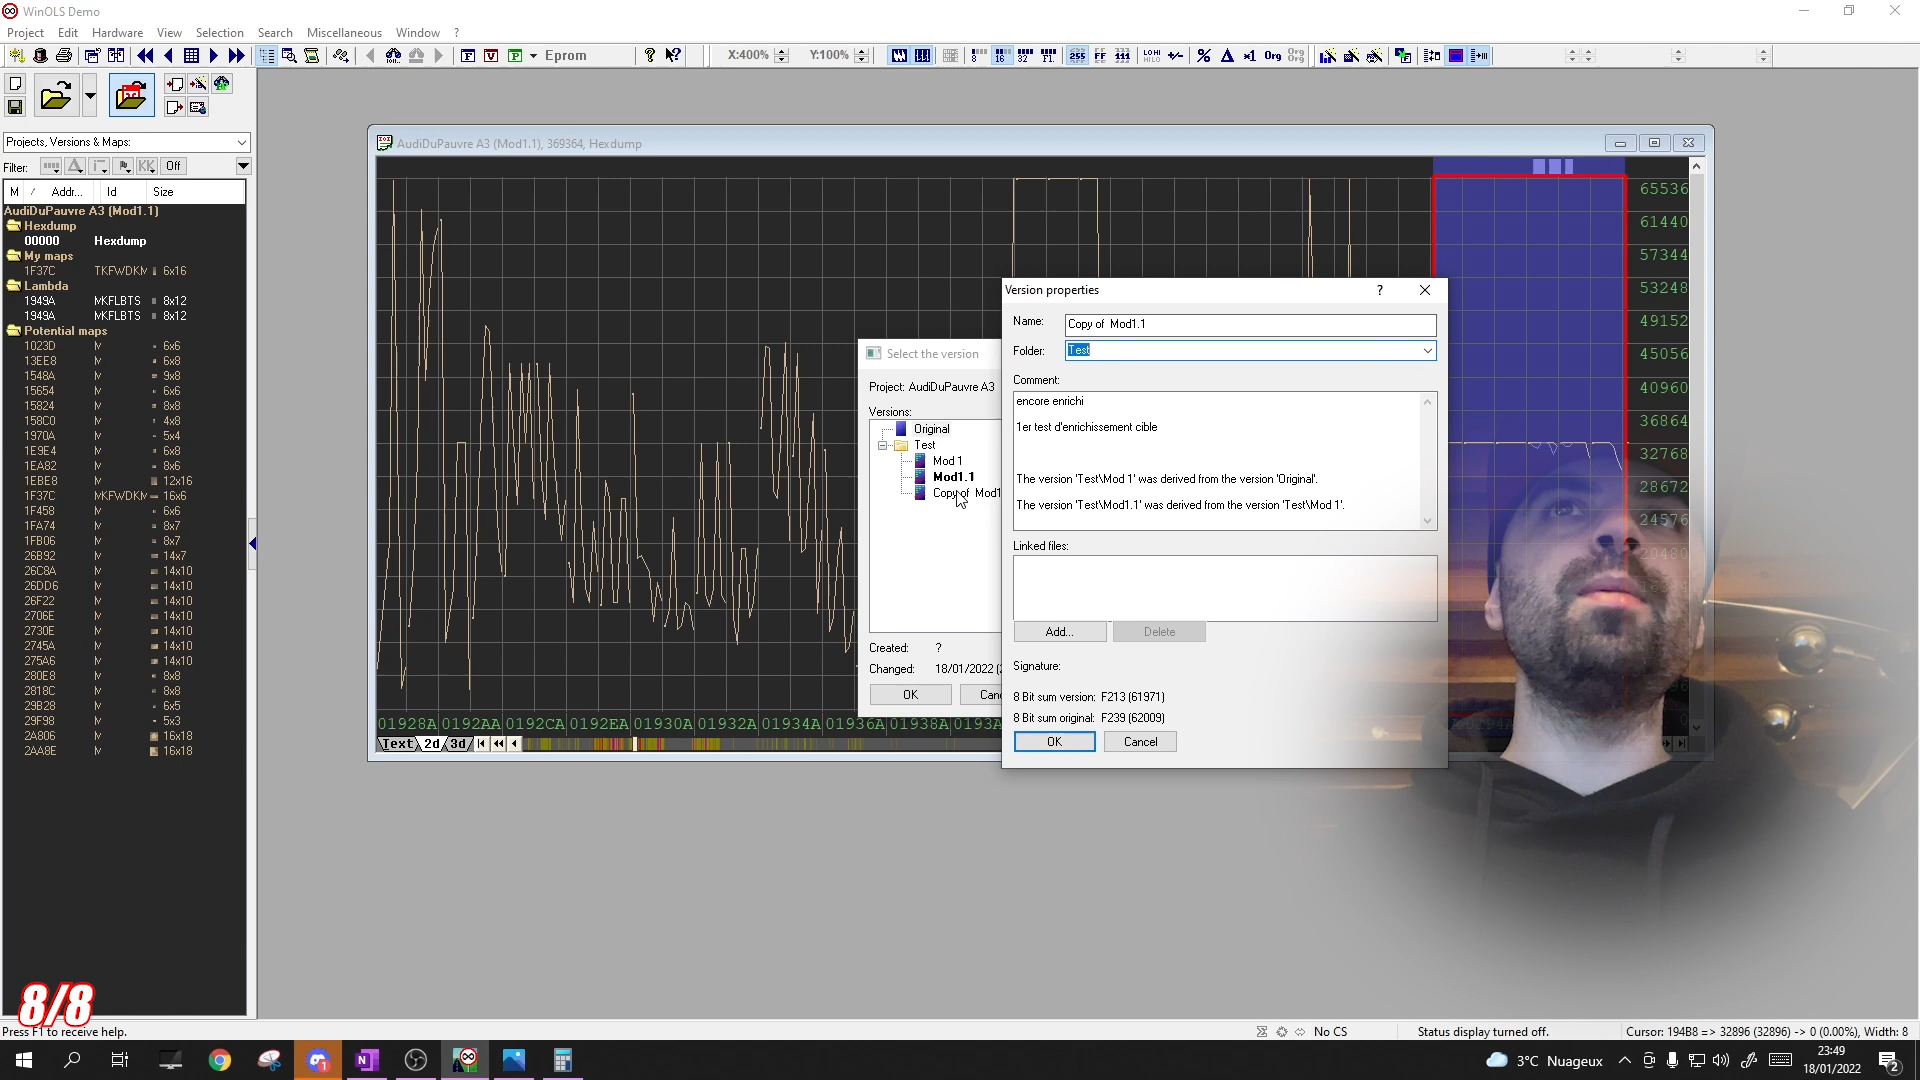 WinOLS Demo
Project Edit Hardware View Selection Search Miscellaneous Window ?
Eprom X:400% Y:100%
Projects, Versions & Maps:
Filter: Off
M Addr... Id Size
AudiDuPauvre A3 (Mod1.1)
Hexdump
00000 Hexdump
My maps
1F37C TKFWDKM 6x16
Lambda
1949A MKFLBTS 8x12
1949A MKFLBTS 8x12
Potential maps
1023D M 6x6
13EE8 M 6x8
1548A M 9x8
15654 M 6x6
15824 M 8x8
158C0 M 4x8
1970A M 5x4
1E9E4 M 6x8
1EA82 M 8x6
1EBE8 M 12x16
1F37C MKFWDKM 16x6
1F458 M 6x6
1FA74 M 8x7
1FB06 M 8x7
26B92 M 14x7
26C8A M 14x10
26DD6 M 14x10
26F22 M 14x10
2706E M 14x10
2730E M 14x10
2745A M 14x10
275A6 M 14x10
280E8 M 8x8
2818C M 8x8
29B28 M 6x5
29F98 M 5x3
2A806 M 16x18
2AA8E M 16x18
AudiDuPauvre A3 (Mod1.1), 369364, Hexdump
65536
61440
57344
53248
49152
45056
40960
36864
32768
28672
24576
20480
01928A 0192AA 0192CA 0192EA 01930A 01932A 01934A 01936A 01938A 0193A
Text 2d 3d
Select the version
Project: AudiDuPauvre A3
Versions:
Original
Test
Mod 1
Mod1.1
Copy of Mod1
Created: ?
Changed: 18/01/2022 (2
OK Canc
Version properties
? 
Name: Copy of Mod1.1
Folder: Test
Comment:
encore enrichi
1er test d'enrichissement cible
The version 'Test\Mod 1' was derived from the version 'Original'.
The version 'Test\Mod1.1' was derived from the version 'Test\Mod 1'.
Linked files:
Add... Delete
Signature:
8 Bit sum version: F213 (61971)
8 Bit sum original: F239 (62009)
OK Cancel
8/8
Press F1 to receive help.
No CS Status display turned off. Cursor: 194B8 => 32896 (32896) -> 0 (0.00%), Width: 8
3°C Nuageux
23:49
18/01/2022
2